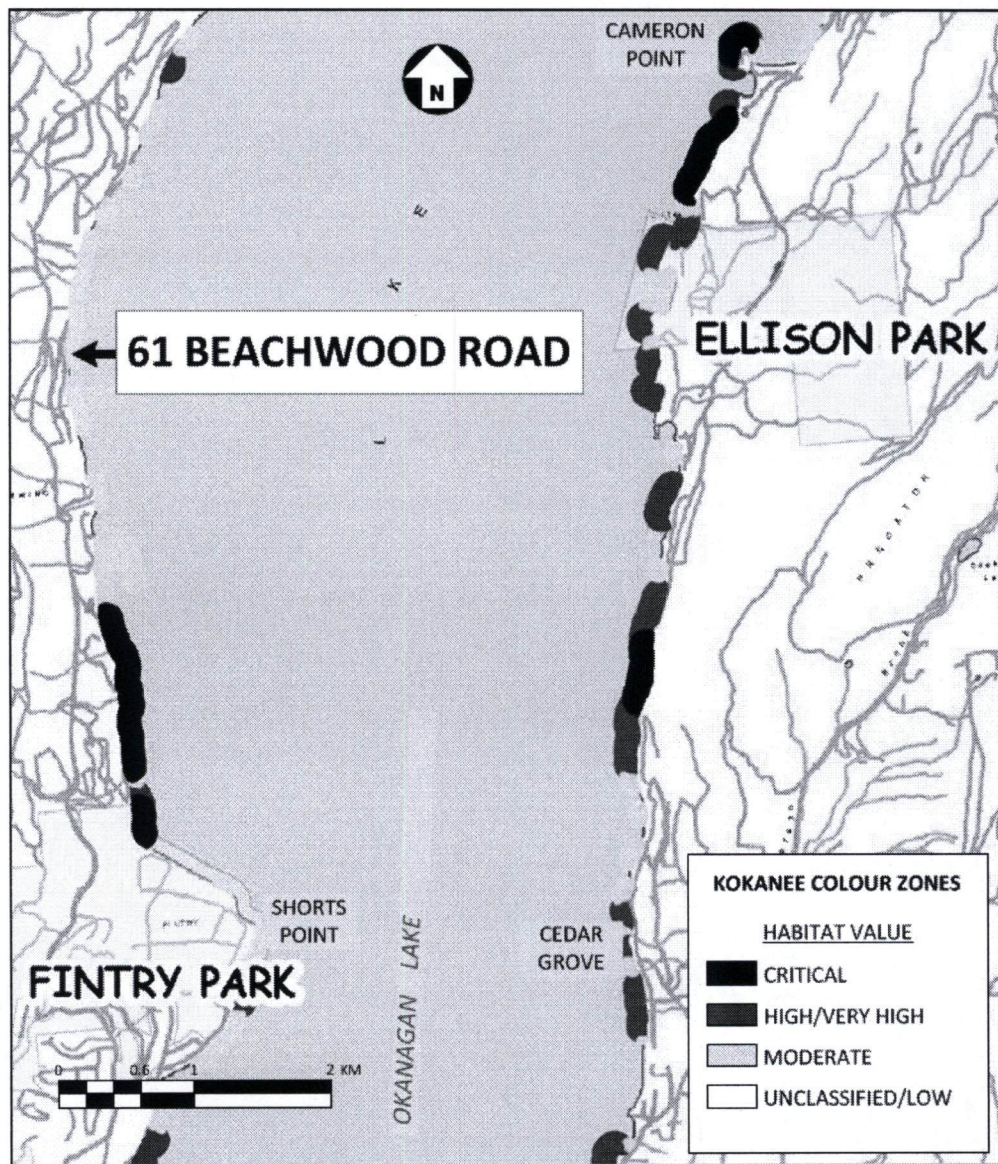 CAMERON
POINT
N
L A K E
61 BEACHWOOD ROAD
ELLISON PARK
SHORTS
POINT
FINTRY PARK
OKANAGAN LAKE
CEDAR
GROVE
0 0.6 1 2 KM
KOKANEE COLOUR ZONES
HABITAT VALUE
CRITICAL
HIGH/VERY HIGH
MODERATE
UNCLASSIFIED/LOW